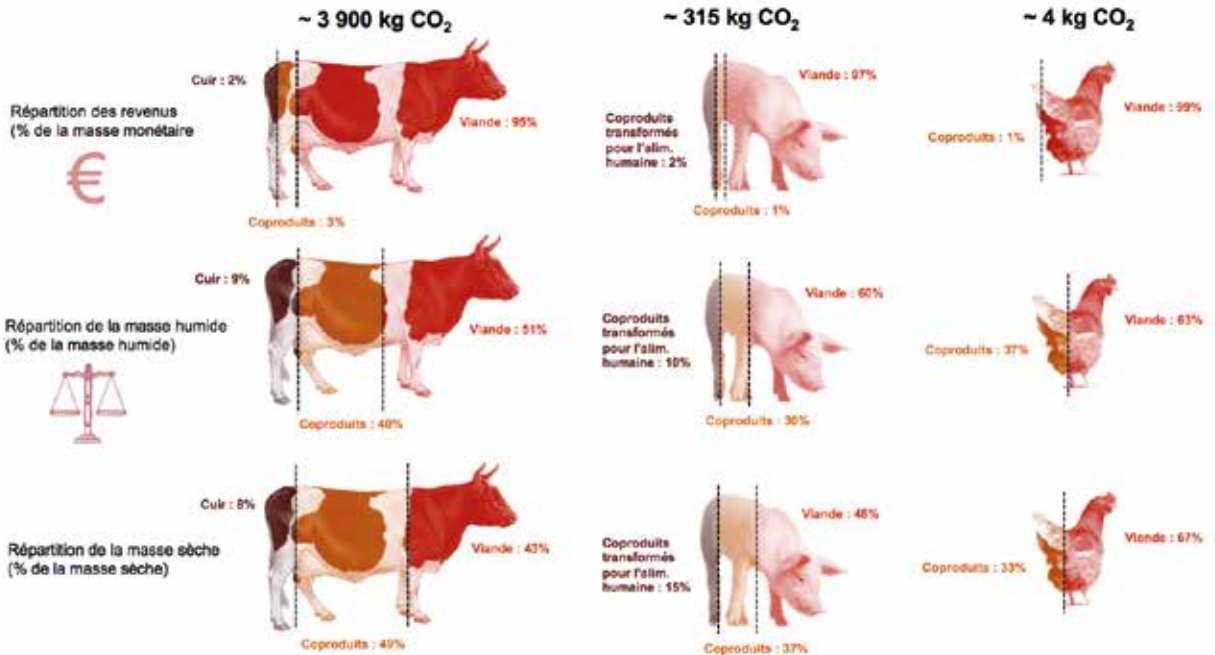 ~ 3 900 kg CO₂
~ 315 kg CO₂
~ 4 kg CO₂
Répartition des revenus
(% de la masse monétaire
€
Cuir : 2%
Viande : 95%
Coproduits : 3%
Coproduits
transformés
pour l'alim.
humaine : 2%
Viande : 97%
Coproduits : 1%
Coproduits : 1%
Viande : 99%
Répartition de la masse humide
(% de la masse humide)
Cuir : 9%
Viande : 51%
Coproduits : 40%
Coproduits
transformés
pour l'alim.
humaine : 10%
Viande : 60%
Coproduits : 30%
Coproduits : 37%
Viande : 63%
Répartition de la masse sèche
(% de la masse sèche)
Cuir : 8%
Viande : 43%
Coproduits : 49%
Coproduits
transformés
pour l'alim.
humaine : 15%
Viande : 48%
Coproduits : 37%
Coproduits : 33%
Viande : 67%